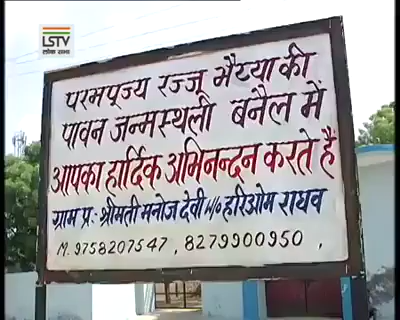 LSTV
लोक सभा
परमपूज्य रज्जू भैय्या की
पावन जन्मस्थली बनैल में
आपका हार्दिक अभिनन्दन करते हैं
ग्राम प्र:- श्रीमती मनोज देवी w/o हरिओम राघव
M. 9758207547, 8279900950,